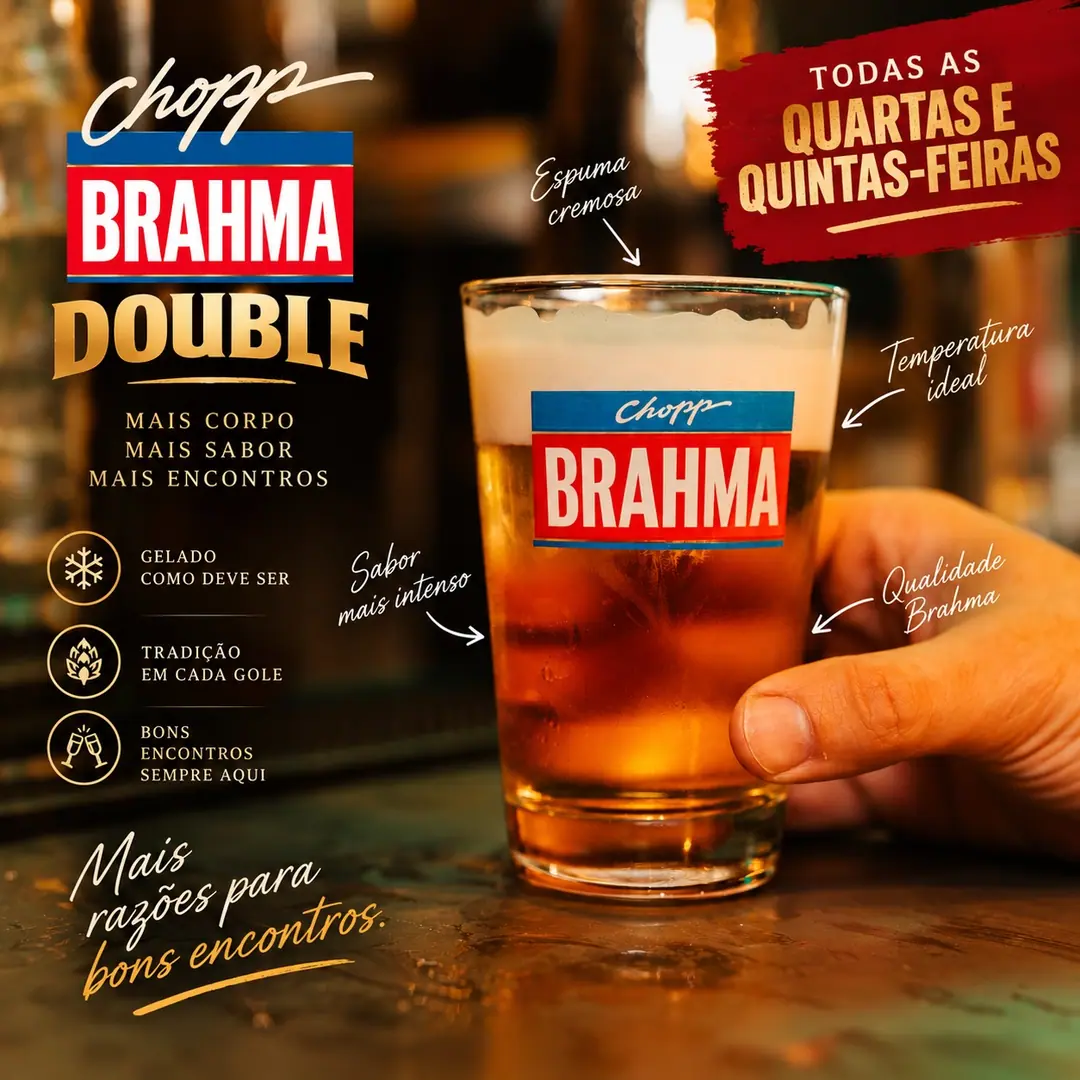 Chopp
BRAHMA
DOUBLE
MAIS CORPO
MAIS SABOR
MAIS ENCONTROS
GELADO
COMO DEVE SER
TRADIÇÃO
EM CADA GOLE
BONS
ENCONTROS
SEMPRE AQUI
Mais
razões para
bons encontros.
TODAS AS
QUARTAS E
QUINTAS-FEIRAS
Espuma
cremosa
Temperatura
ideal
Chopp
BRAHMA
Sabor
mais intenso
Qualidade
Brahma